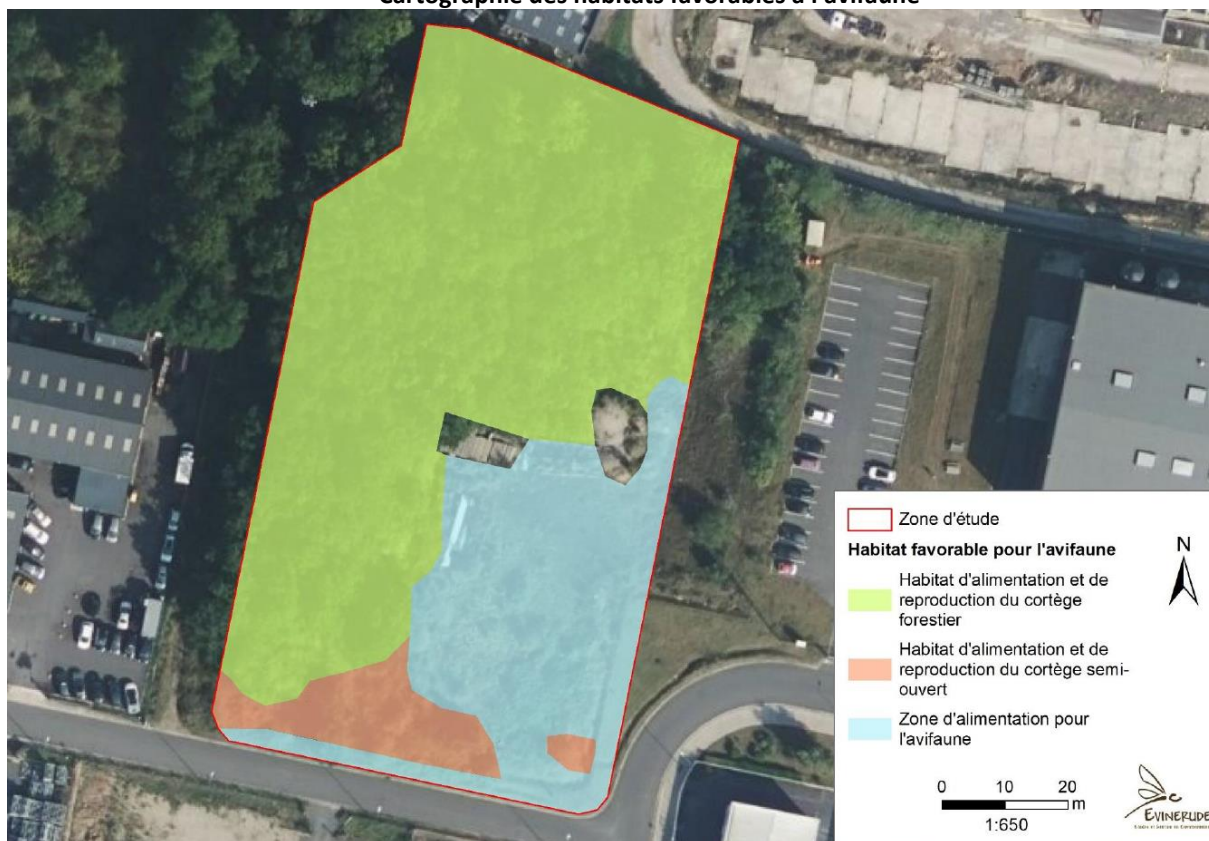 Cartographie des habitats favorables à l'avifaune
Zone d'étude
Habitat favorable pour l'avifaune
Habitat d'alimentation et de
reproduction du cortège
forestier
Habitat d'alimentation et de
reproduction du cortège semi-
ouvert
Zone d'alimentation pour
l'avifaune
N
0 10 20
m
1:650
EVINERUDE